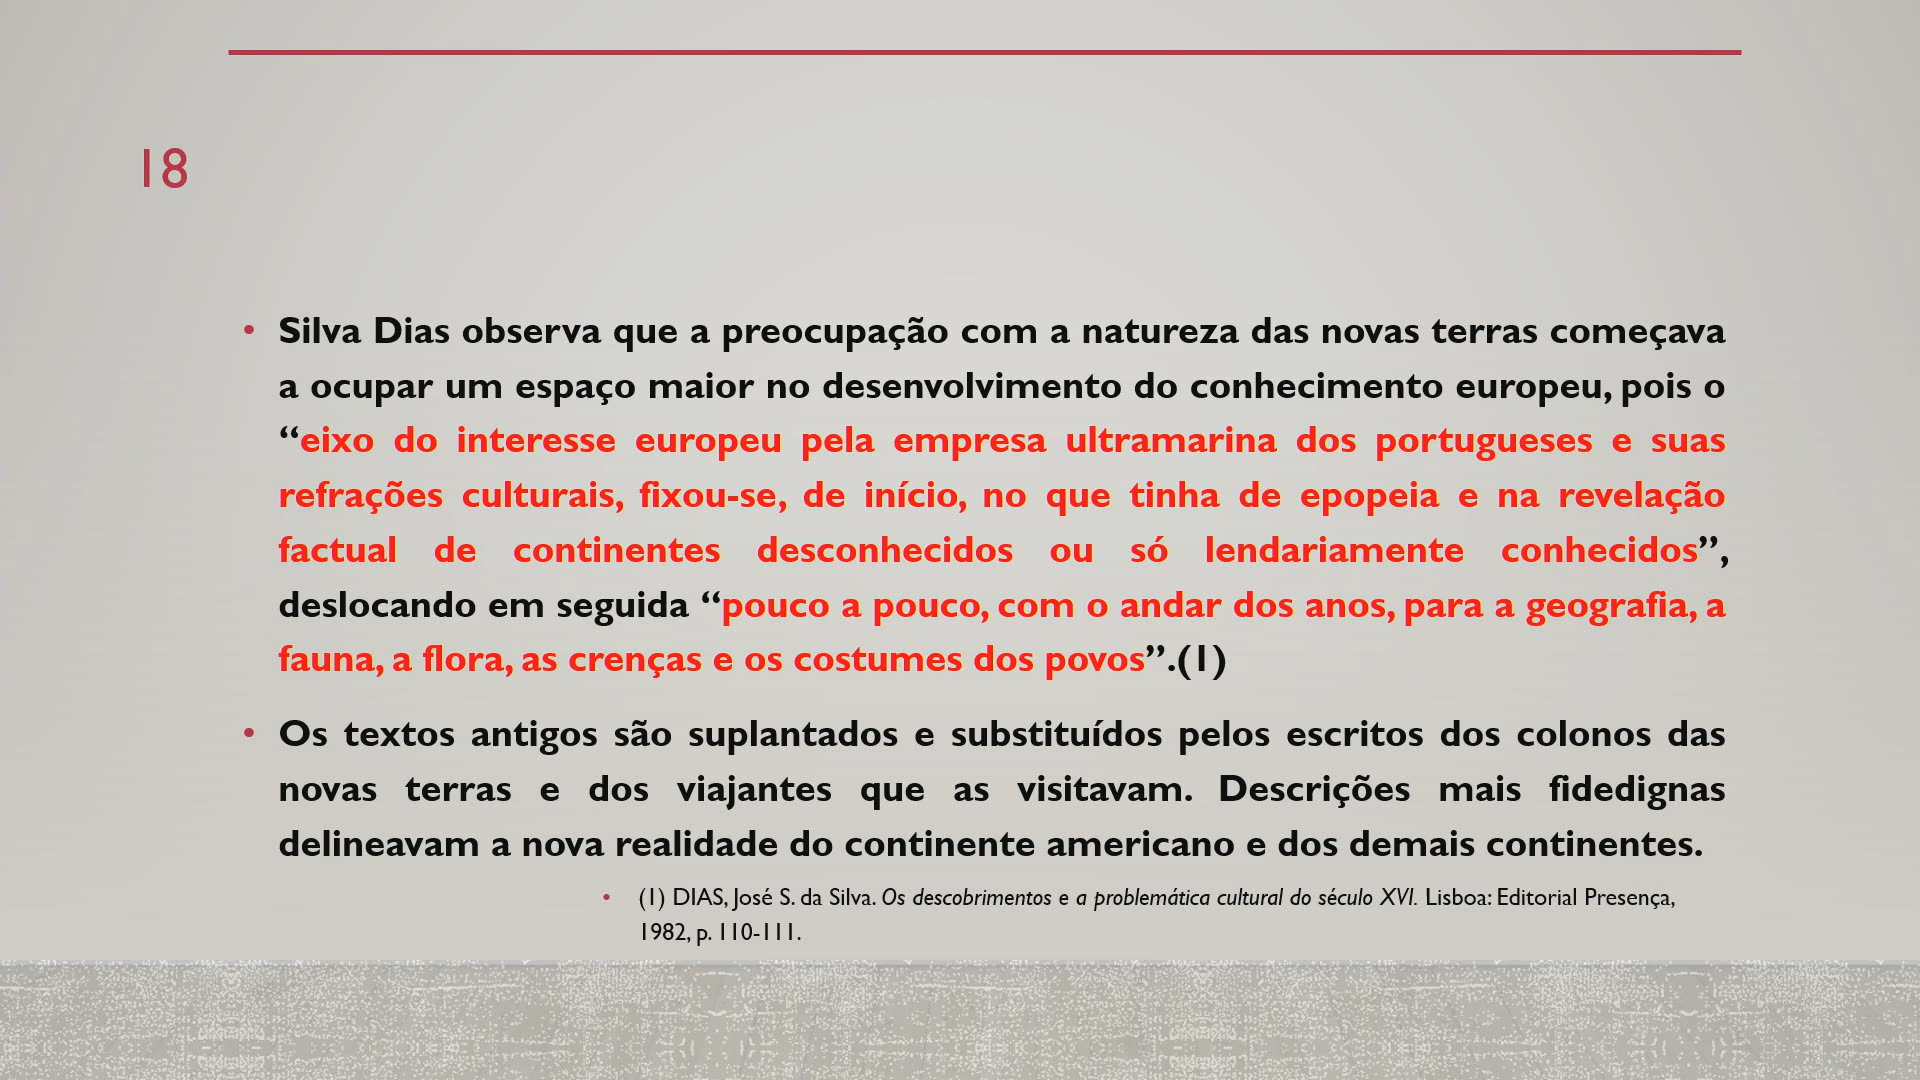 18
• Silva Dias observa que a preocupação com a natureza das novas terras começava
a ocupar um espaço maior no desenvolvimento do conhecimento europeu, pois o
“eixo do interesse europeu pela empresa ultramarina dos portugueses e suas
refrações culturais, fixou-se, de início, no que tinha de epopeia e na revelação
factual de continentes desconhecidos ou só lendariamente conhecidos”,
deslocando em seguida “pouco a pouco, com o andar dos anos, para a geografia, a
fauna, a flora, as crenças e os costumes dos povos”.(1)
• Os textos antigos são suplantados e substituídos pelos escritos dos colonos das
novas terras e dos viajantes que as visitavam. Descrições mais fidedignas
delineavam a nova realidade do continente americano e dos demais continentes.
• (1) DIAS, José S. da Silva. Os descobrimentos e a problemática cultural do século XVI. Lisboa: Editorial Presença,
1982, p. 110-111.